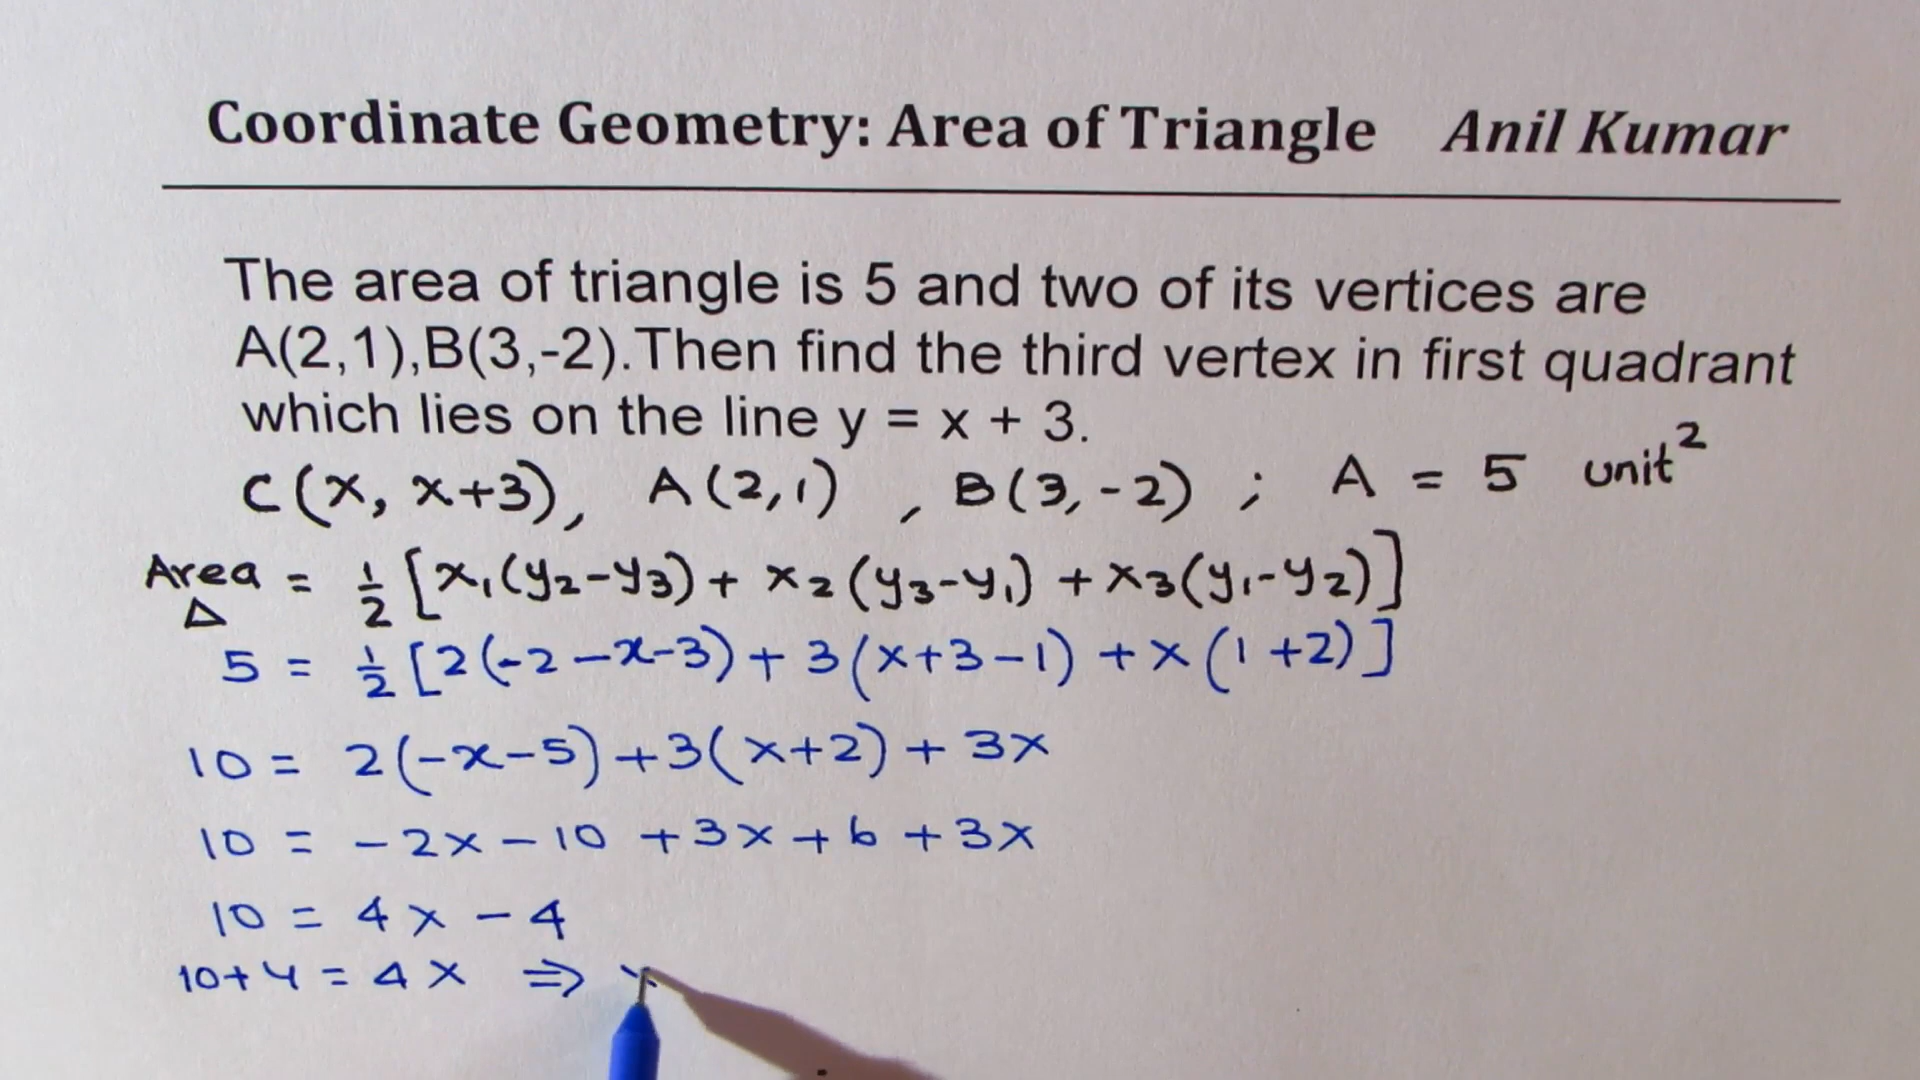 Coordinate Geometry: Area of Triangle Anil Kumar
The area of triangle is 5 and two of its vertices are
A(2,1),B(3,-2).Then find the third vertex in first quadrant
which lies on the line y = x + 3.
C(x, x+3), A(2,1) , B(3,-2) ; A = 5 unit²
Area Δ = 1/2 [x₁(y₂-y₃) + x₂(y₃-y₁) + x₃(y₁-y₂)]
5 = 1/2 [2(-2-x-3) + 3(x+3-1) + x(1+2)]
10 = 2(-x-5)+3(x+2)+3x
10 = -2x-10+3x+6+3x
10 = 4x-4
10+4 = 4x ⇒